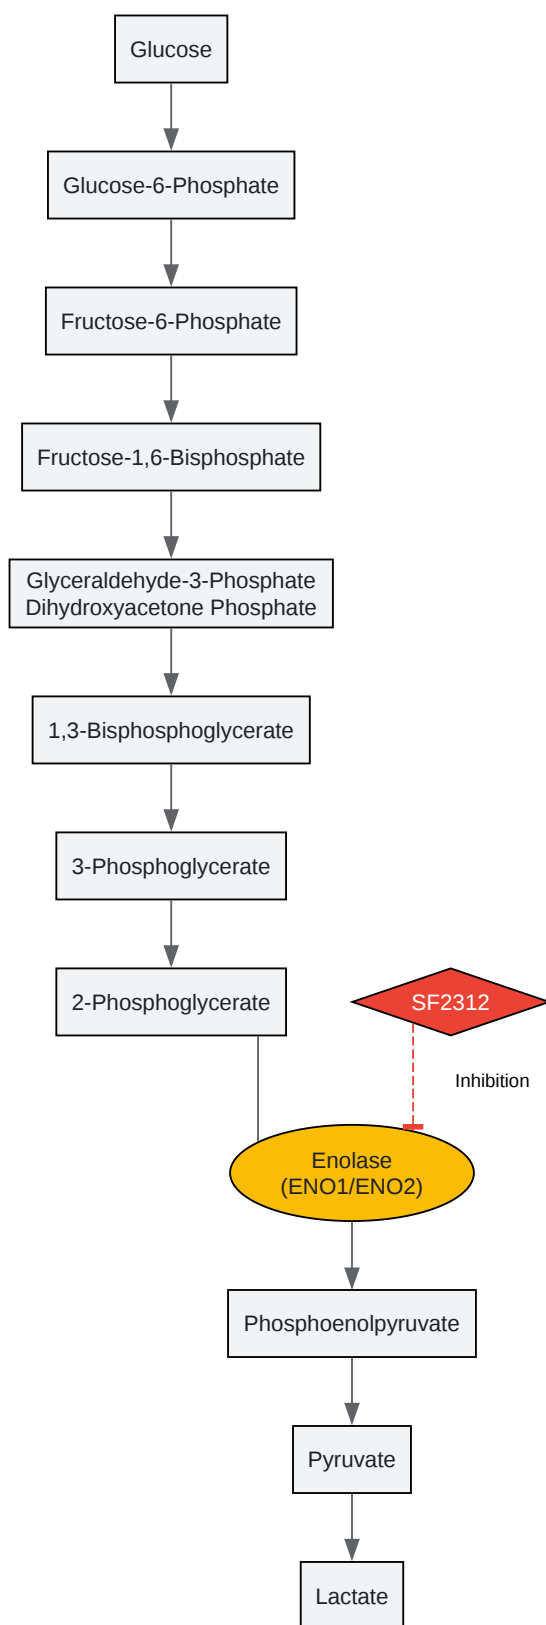 Glucose
Glucose-6-Phosphate
Fructose-6-Phosphate
Fructose-1,6-Bisphosphate
Glyceraldehyde-3-Phosphate
Dihydroxyacetone Phosphate
1,3-Bisphosphoglycerate
3-Phosphoglycerate
2-Phosphoglycerate
SF2312
Inhibition
Enolase
(ENO1/ENO2)
Phosphoenolpyruvate
Pyruvate
Lactate